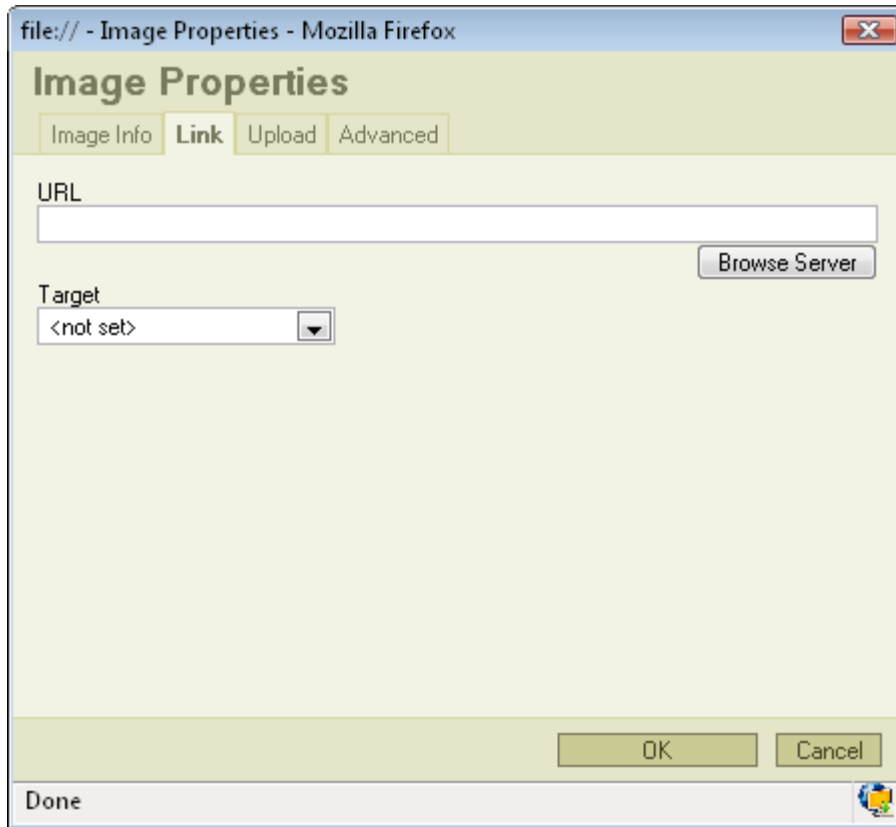 file:// - Image Properties - Mozilla Firefox
Image Properties
Image Info Link Upload Advanced
URL
Browse Server
Target
<not set>
OK Cancel
Done